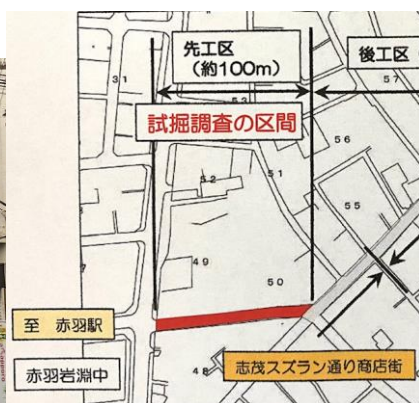 先工区
(約100m)
後工区
57
31
53
試掘調査の区間
56
52
51
55
49
50
至 赤羽駅
赤羽岩淵中
48
志茂スズラン通り商店街